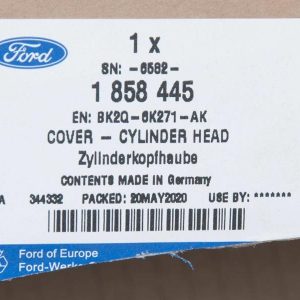 Ford
1 x
SN: -6582-
1 858 445
EN: BK2Q-6K271-AK
COVER - CYLINDER HEAD
Zylinderkopfhaube
CONTENTS MADE IN Germany
A 344332 PACKED: 20MAY2020 USE BY: *******
Ford of Europe
Ford-Werke